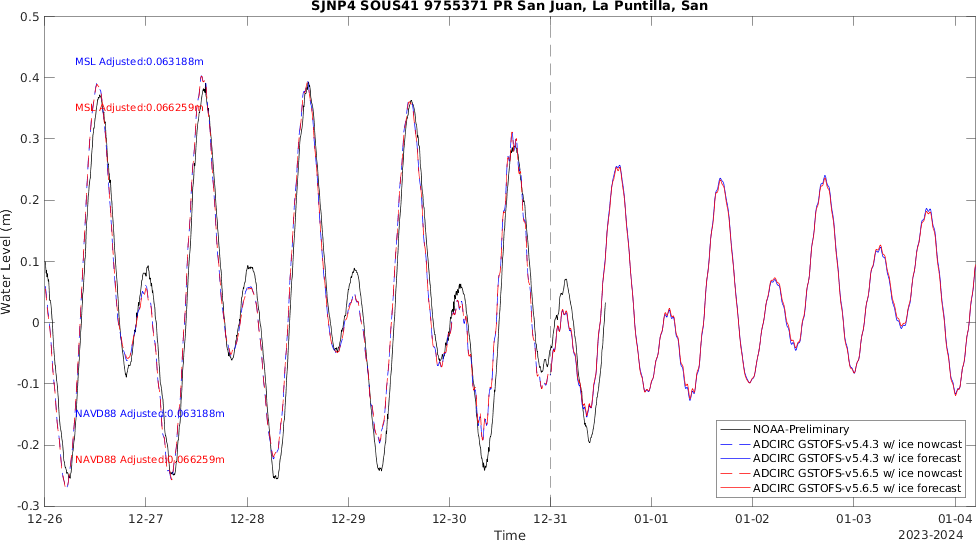 SJNP4 SOUS41 9755371 PR San Juan, La Puntilla, San
0.5
0.4
0.3
0.2
0.1
0
-0.1
-0.2
-0.3
Water Level (m)
MSL Adjusted:0.063188m
MSL Adjusted:0.066259m
NAVD88 Adjusted:0.063188m
NAVD88 Adjusted:0.066259m
NOAA-Preliminary
ADCIRC GSTOFS-v5.4.3 w/ ice nowcast
ADCIRC GSTOFS-v5.4.3 w/ ice forecast
ADCIRC GSTOFS-v5.6.5 w/ ice nowcast
ADCIRC GSTOFS-v5.6.5 w/ ice forecast
12-26 12-27 12-28 12-29 12-30 12-31 01-01 01-02 01-03 01-04
Time
2023-2024